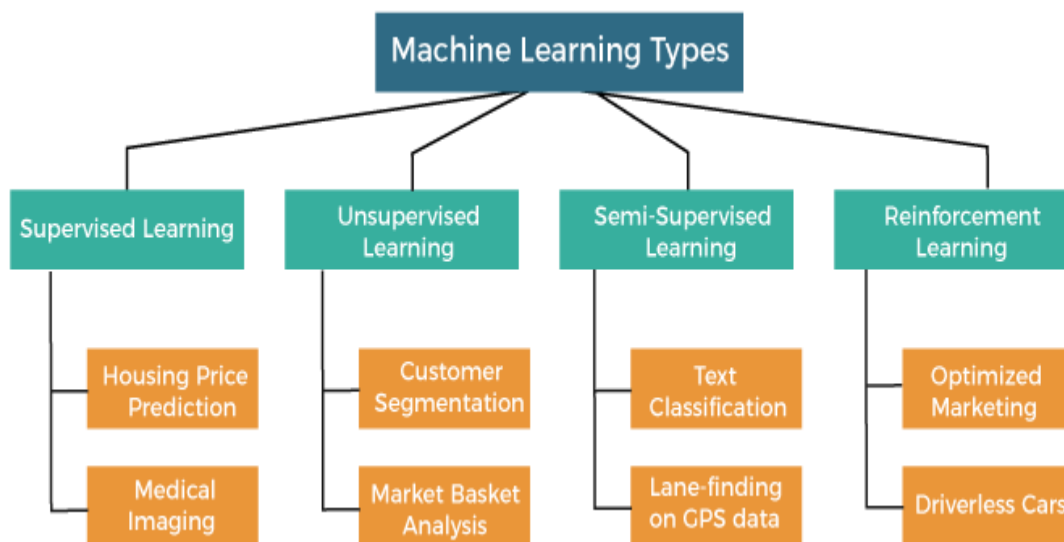 Machine Learning Types
Supervised Learning
Unsupervised
Learning
Semi-Supervised
Learning
Reinforcement
Learning
Housing Price
Prediction
Customer
Segmentation
Text
Classification
Optimized
Marketing
Medical
Imaging
Market Basket
Analysis
Lane-finding
on GPS data
Driverless Cars